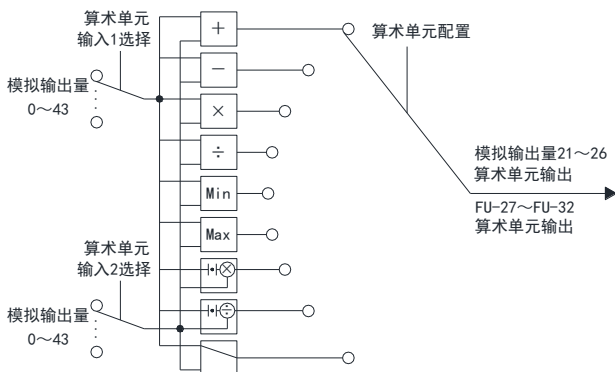 算术单元
输入1选择
模拟输出量
0～43
算术单元
输入2选择
模拟输出量
0～43
+
−
×
÷
Min
Max
|•|⊗
|•|÷
算术单元配置
模拟输出量21～26
算术单元输出
FU-27～FU-32
算术单元输出